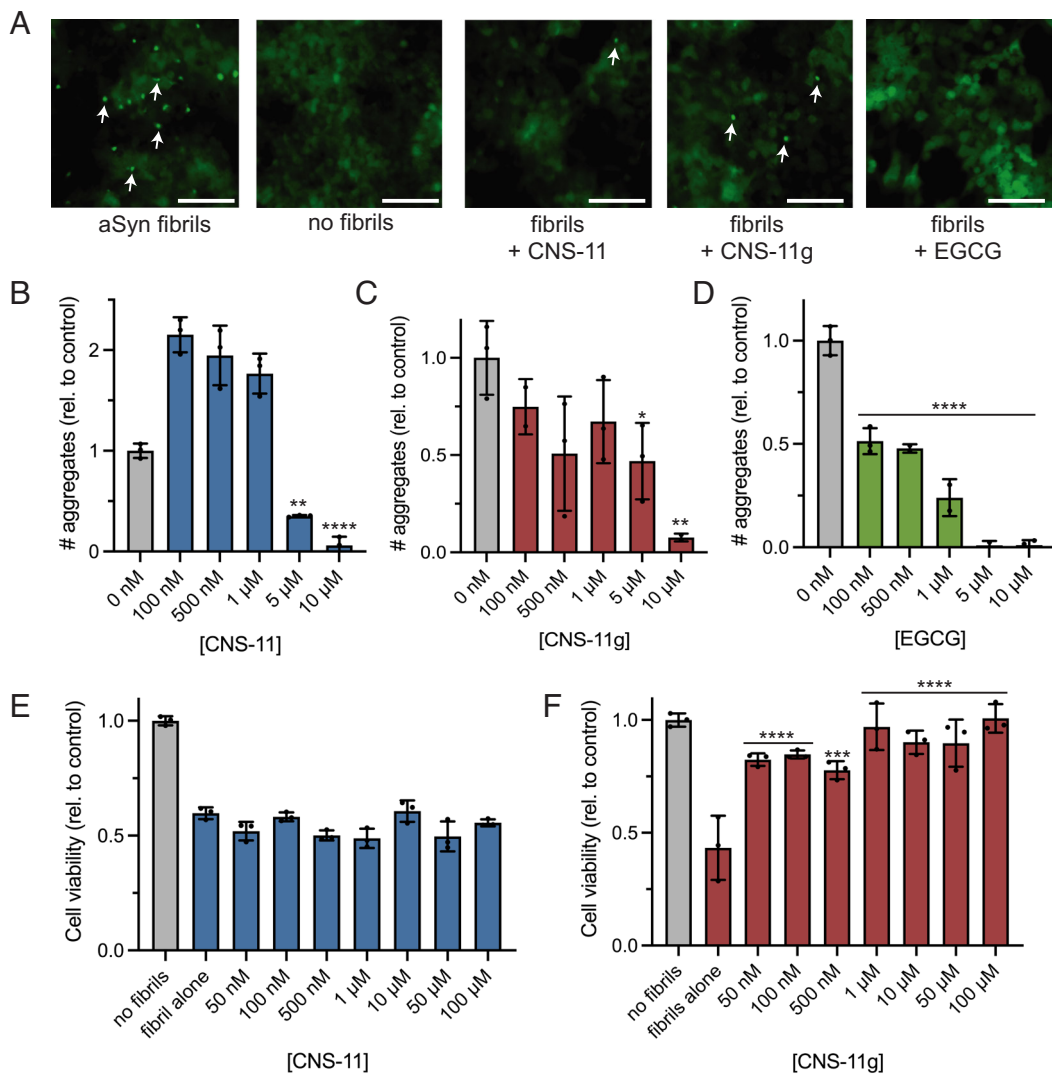 A
aSyn fibrils
no fibrils
fibrils
+ CNS-11
fibrils
+ CNS-11g
fibrils
+ EGCG
B
# aggregates (rel. to control)
2
1
0
**
****
0 nM
100 nM
500 nM
1 µM
5 µM
10 µM
[CNS-11]
C
# aggregates (rel. to control)
1.0
0.5
0.0
*
**
0 nM
100 nM
500 nM
1 µM
5 µM
10 µM
[CNS-11g]
D
# aggregates (rel. to control)
1.0
0.5
0.0
****
0 nM
100 nM
500 nM
1 µM
5 µM
10 µM
[EGCG]
E
Cell viability (rel. to control)
1.0
0.5
0.0
no fibrils
fibril alone
50 nM
100 nM
500 nM
1 µM
10 µM
50 µM
100 µM
[CNS-11]
F
Cell viability (rel. to control)
1.0
0.5
0.0
****
***
****
no fibrils
fibrils alone
50 nM
100 nM
500 nM
1 µM
10 µM
50 µM
100 µM
[CNS-11g]